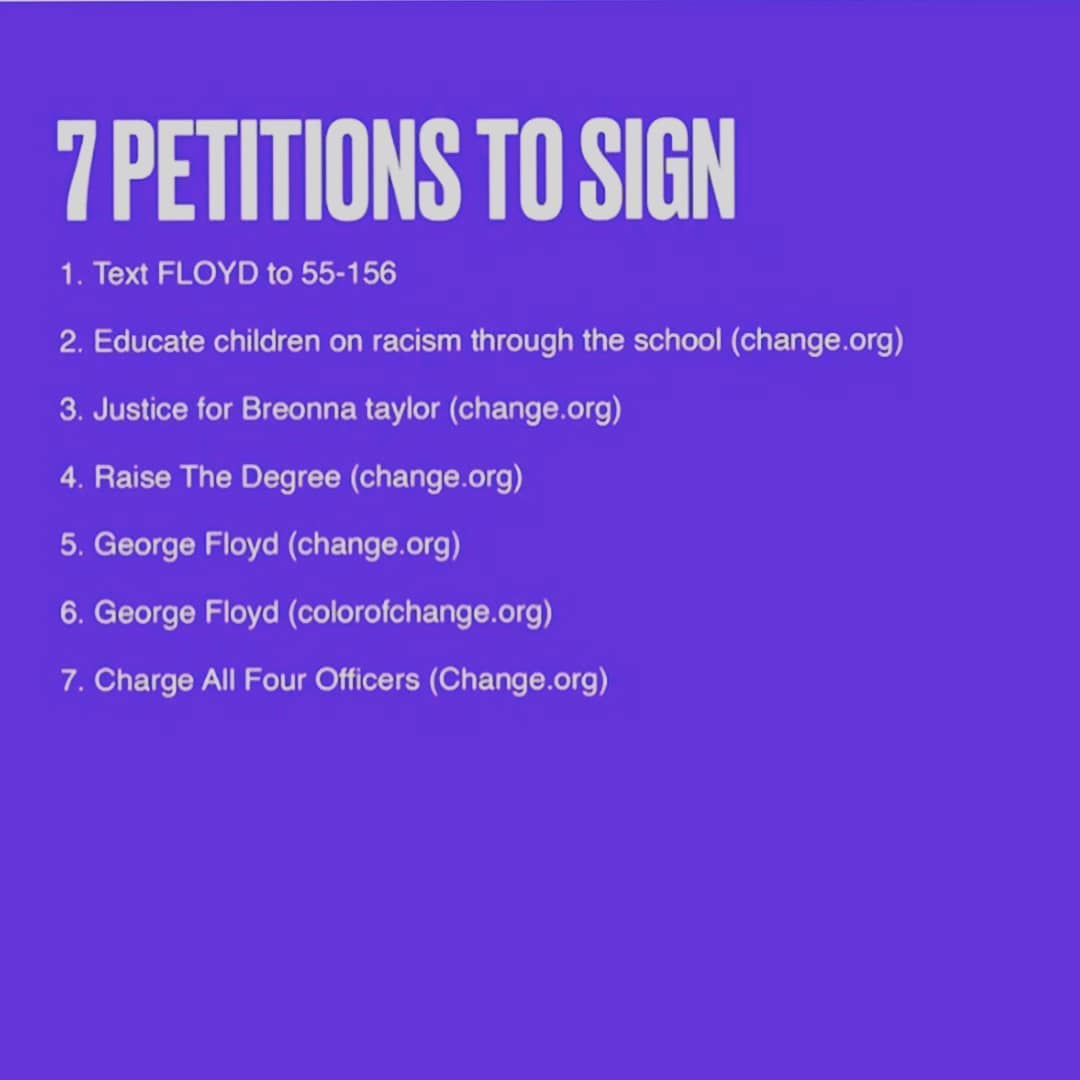 7 PETITIONS TO SIGN
1. Text FLOYD to 55-156
2. Educate children on racism through the school (change.org)
3. Justice for Breonna taylor (change.org)
4. Raise The Degree (change.org)
5. George Floyd (change.org)
6. George Floyd (colorofchange.org)
7. Charge All Four Officers (Change.org)